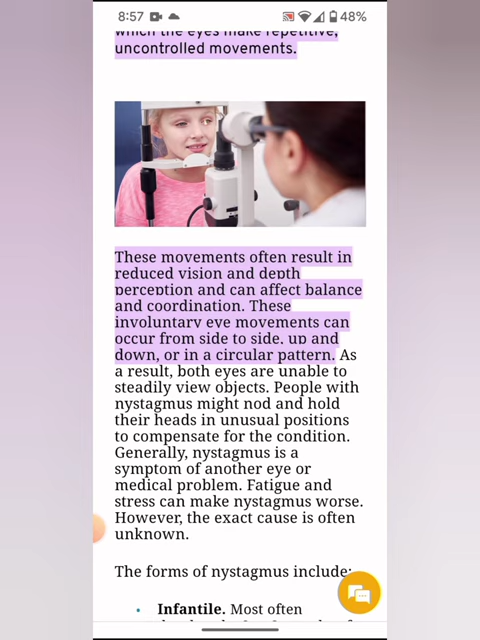 8:57
48%
which the eyes make repetitive,
uncontrolled movements.
These movements often result in
reduced vision and depth
perception and can affect balance
and coordination. These
involuntary eye movements can
occur from side to side, up and
down, or in a circular pattern. As
a result, both eyes are unable to
steadily view objects. People with
nystagmus might nod and hold
their heads in unusual positions
to compensate for the condition.
Generally, nystagmus is a
symptom of another eye or
medical problem. Fatigue and
stress can make nystagmus worse.
However, the exact cause is often
unknown.
The forms of nystagmus include:
• Infantile. Most often